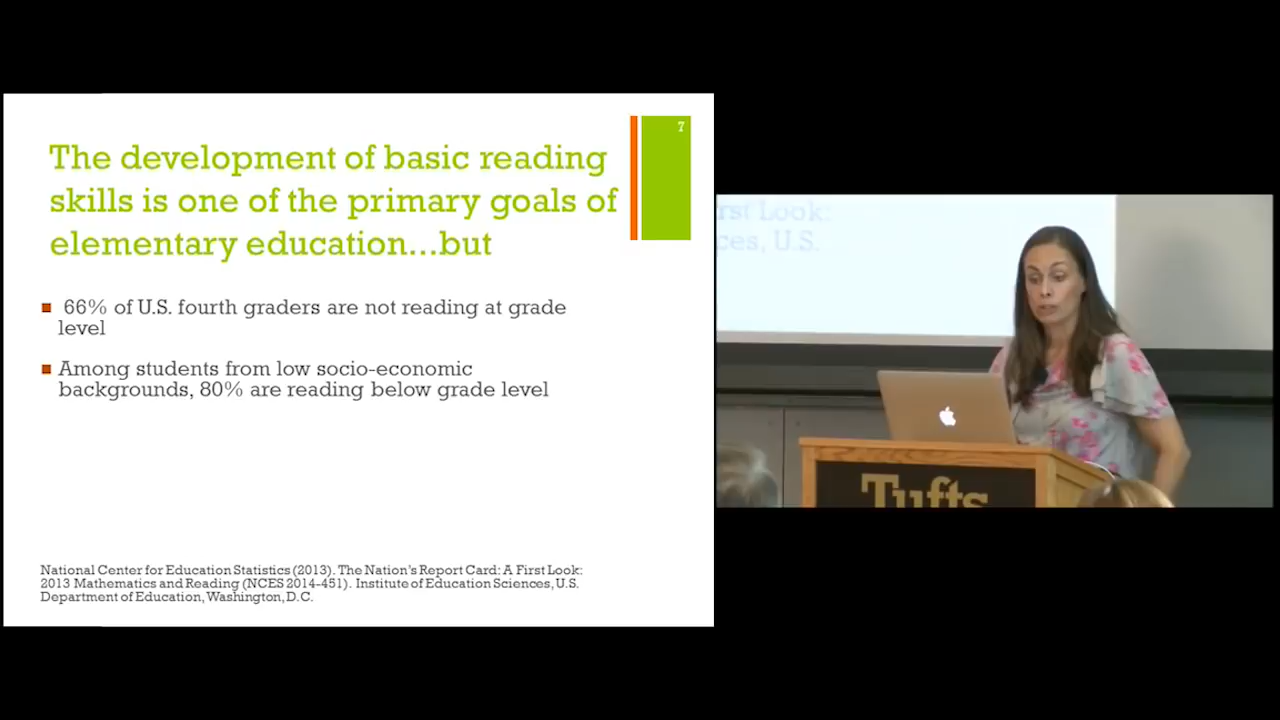 7
The development of basic reading
skills is one of the primary goals of
elementary education...but
66% of U.S. fourth graders are not reading at grade
level
Among students from low socio-economic
backgrounds, 80% are reading below grade level
National Center for Education Statistics (2013). The Nation's Report Card: A First Look:
2013 Mathematics and Reading (NCES 2014-451). Institute of Education Sciences, U.S.
Department of Education, Washington, D.C.
rst Look:
ces, U.S.
Tufts